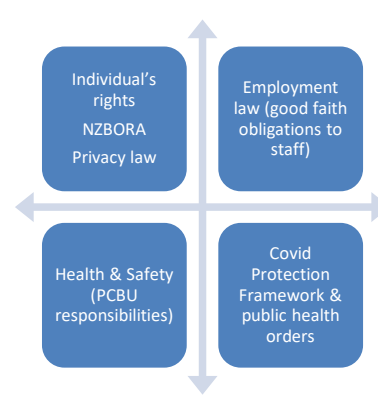 Individual’s
rights
NZBORA
Privacy law
Employment
law (good faith
obligations to
staff)
Health & Safety
(PCBU
responsibilities)
Covid
Protection
Framework &
public health
orders